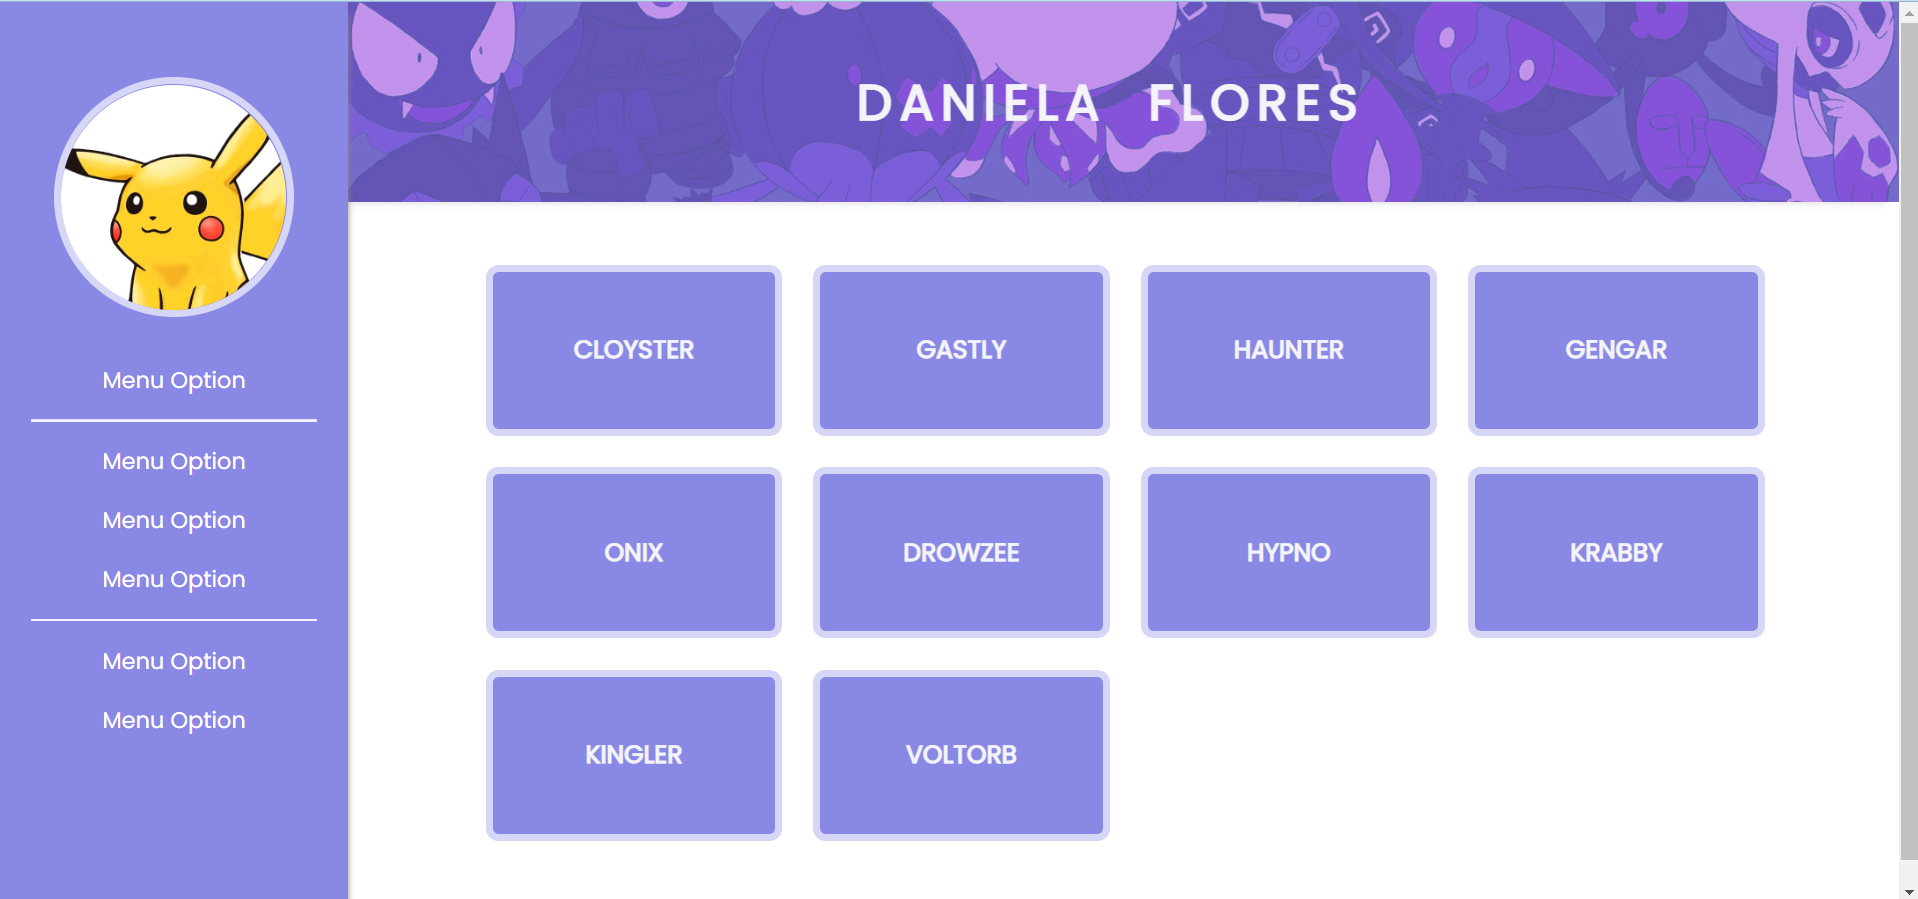 DANIELA FLORES
Menu Option
Menu Option
Menu Option
Menu Option
Menu Option
Menu Option
CLOYSTER
GASTLY
HAUNTER
GENGAR
ONIX
DROWZEE
HYPNO
KRABBY
KINGLER
VOLTORB